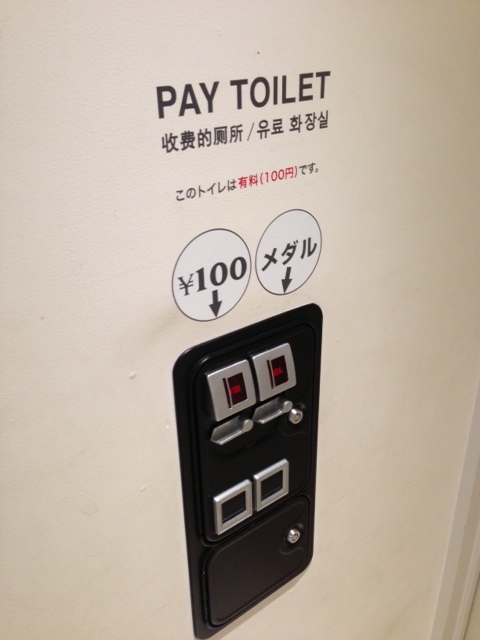 PAY TOILET
收费的厕所/유료 화장실
このトイレは有料(100円)です。
¥100
メダル